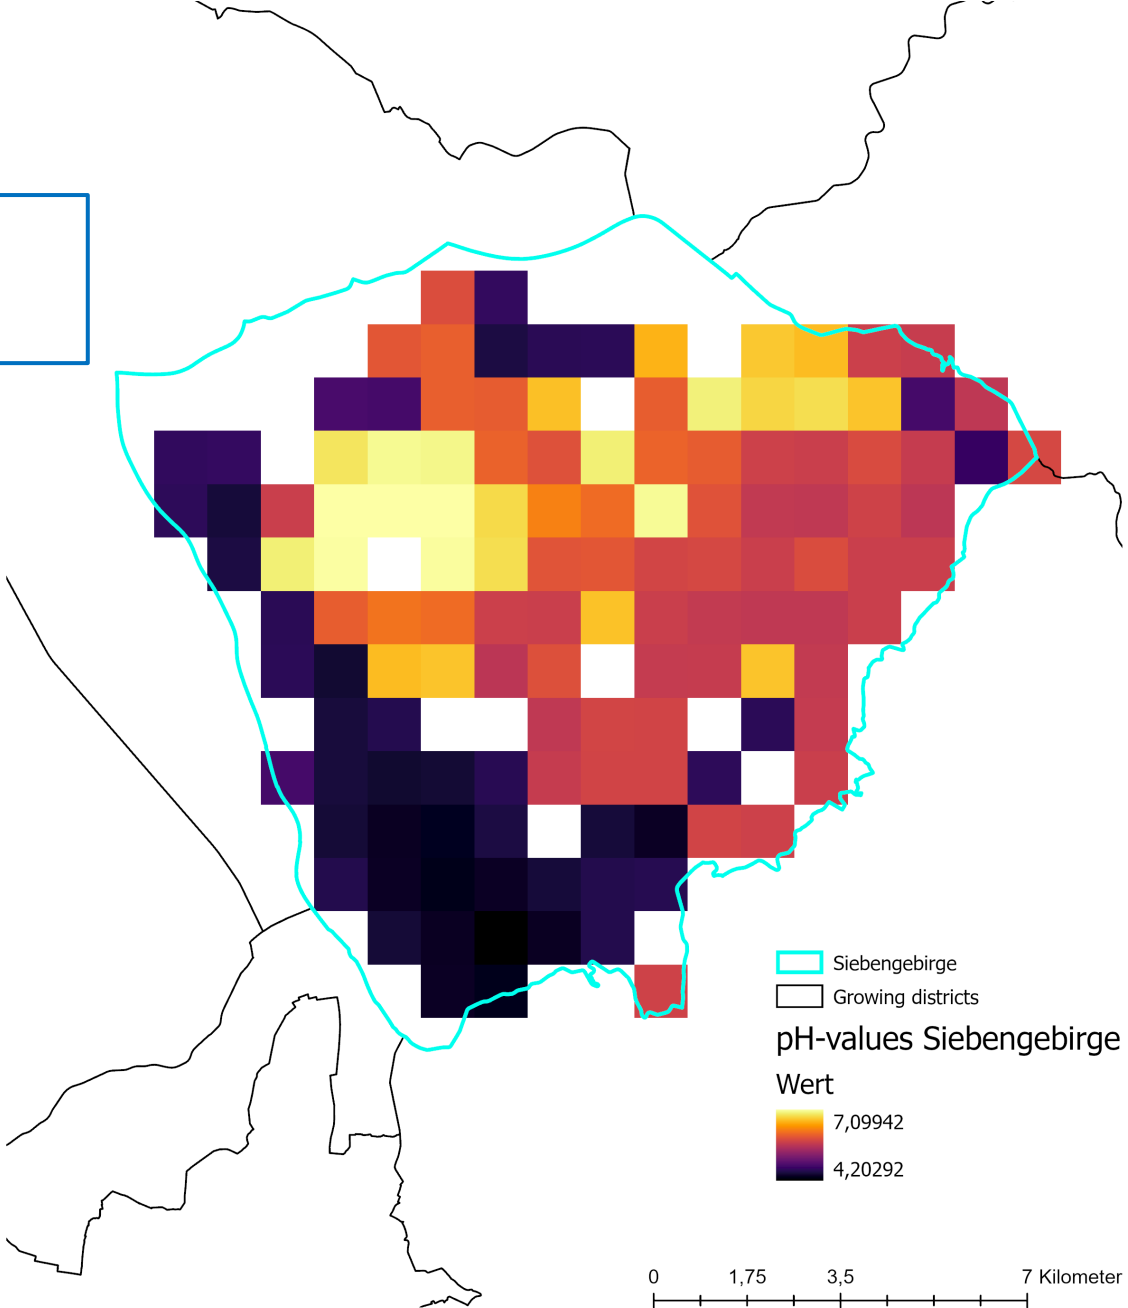 Siebengebirge
Growing districts
pH-values Siebengebirge
Wert
7,09942
4,20292
0 1,75 3,5 7 Kilometer